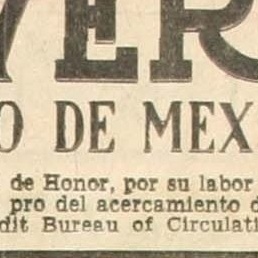 VER
O DE MEX
de Honor, por su labor
pro del acercamiento d
dit Bureau of Circulati